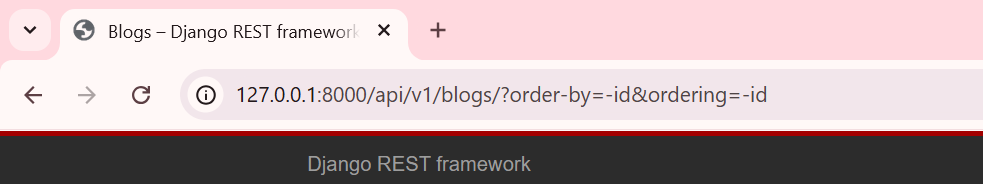 Blogs – Django REST framework
127.0.0.1:8000/api/v1/blogs/?order-by=-id&ordering=-id
Django REST framework